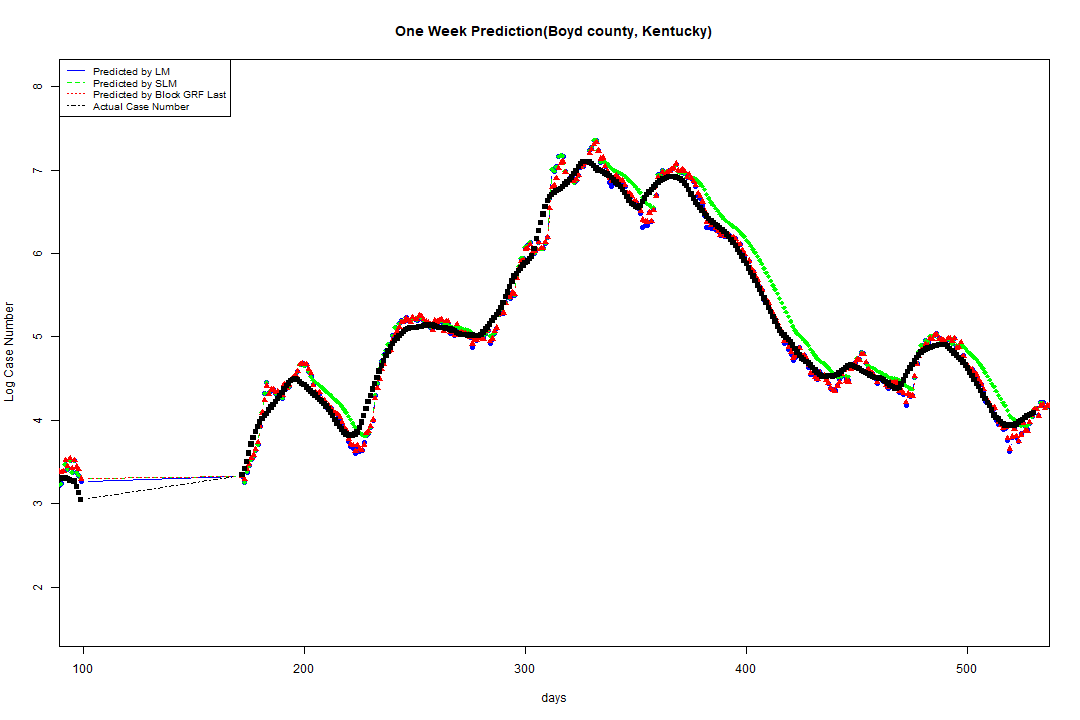 One Week Prediction(Boyd county, Kentucky)
Predicted by LM
Predicted by SLM
Predicted by Block GRF Last
Actual Case Number
8
7
6
5
4
3
2
Log Case Number
100 200 300 400 500
days